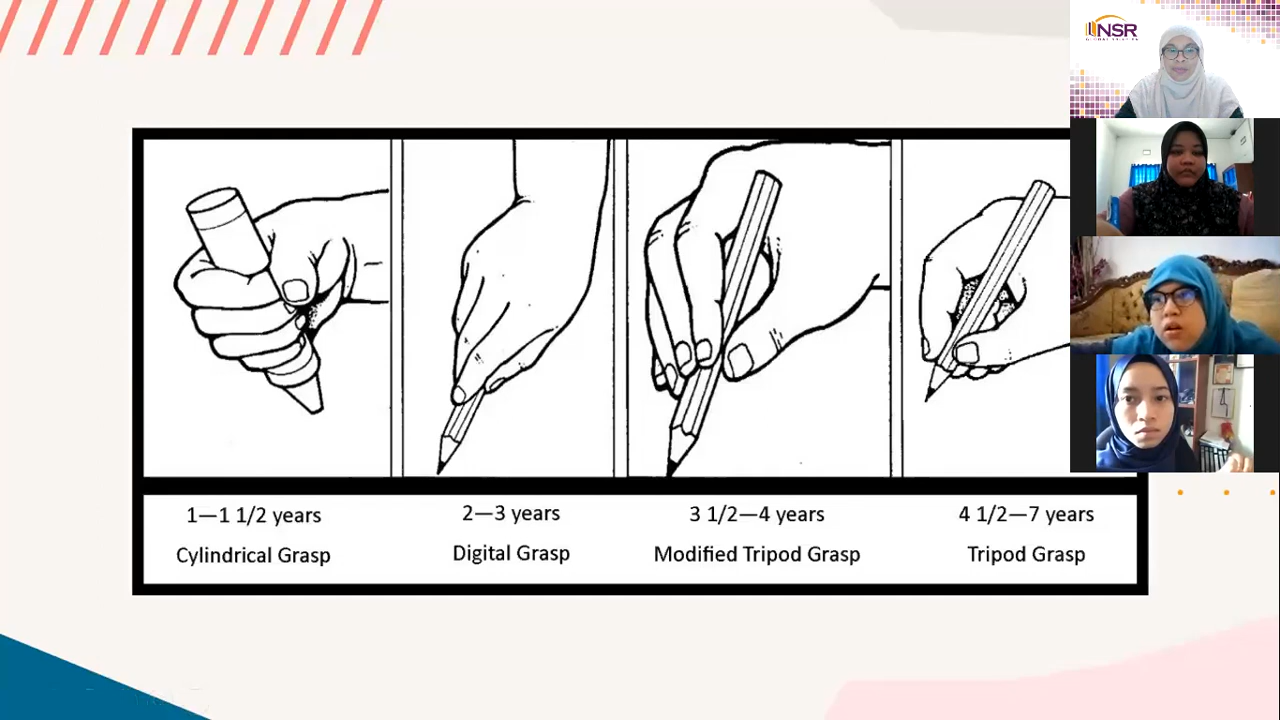 NSR
1—1 1/2 years
2—3 years
3 1/2—4 years
4 1/2—7 years
Cylindrical Grasp
Digital Grasp
Modified Tripod Grasp
Tripod Grasp